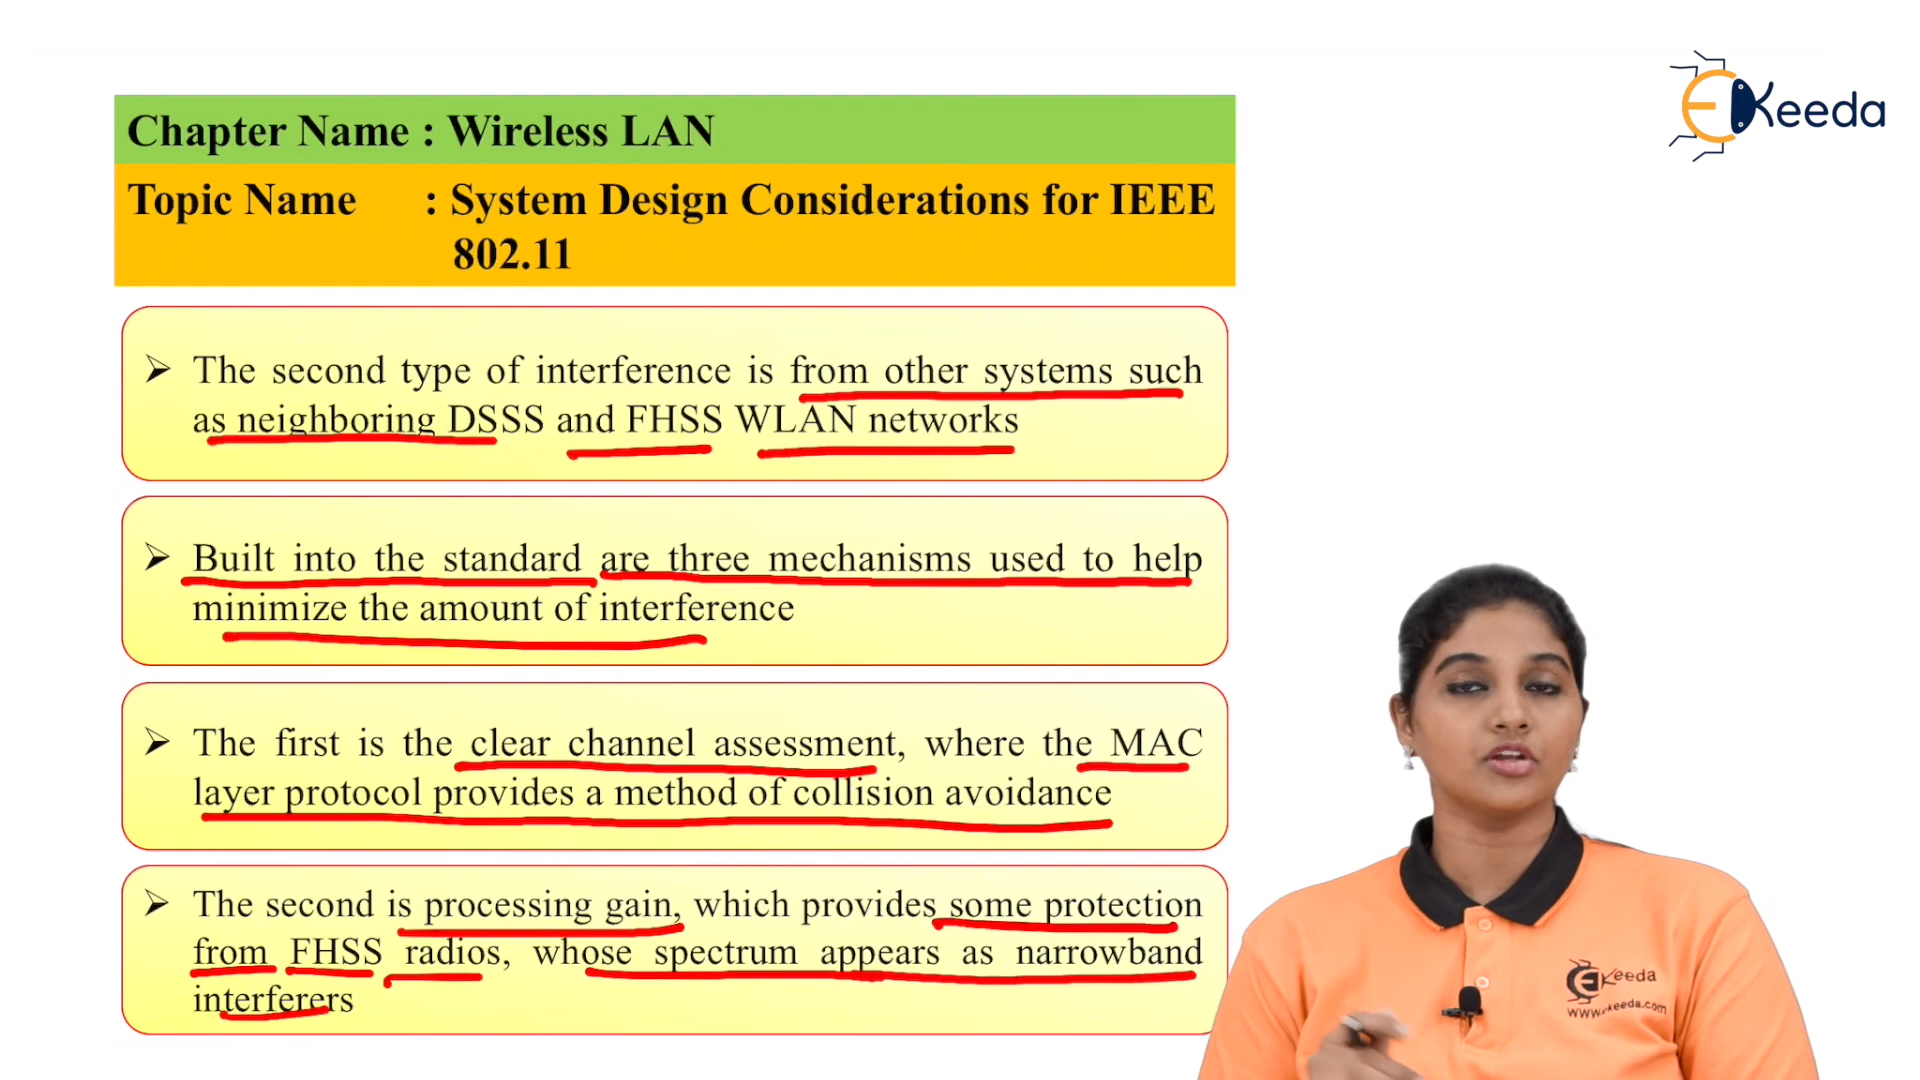 Keeda
Chapter Name : Wireless LAN
Topic Name : System Design Considerations for IEEE
802.11
➢ The second type of interference is from other systems such
as neighboring DSSS and FHSS WLAN networks
➢ Built into the standard are three mechanisms used to help
minimize the amount of interference
➢ The first is the clear channel assessment, where the MAC
layer protocol provides a method of collision avoidance
➢ The second is processing gain, which provides some protection
from FHSS radios, whose spectrum appears as narrowband
interferers
Keeda
www.ekeeda.com